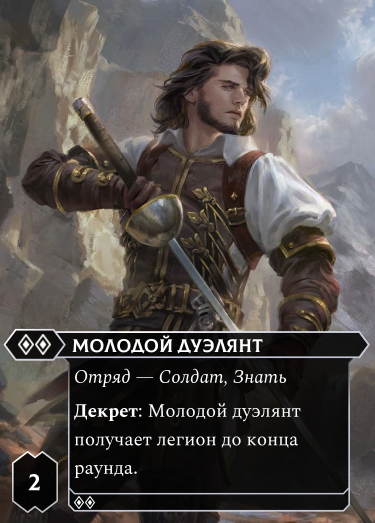 МОЛОДОЙ ДУЭЛЯНТ
Отряд — Солдат, Знать
Декрет: Молодой дуэлянт
получает легион до конца
раунда.
2